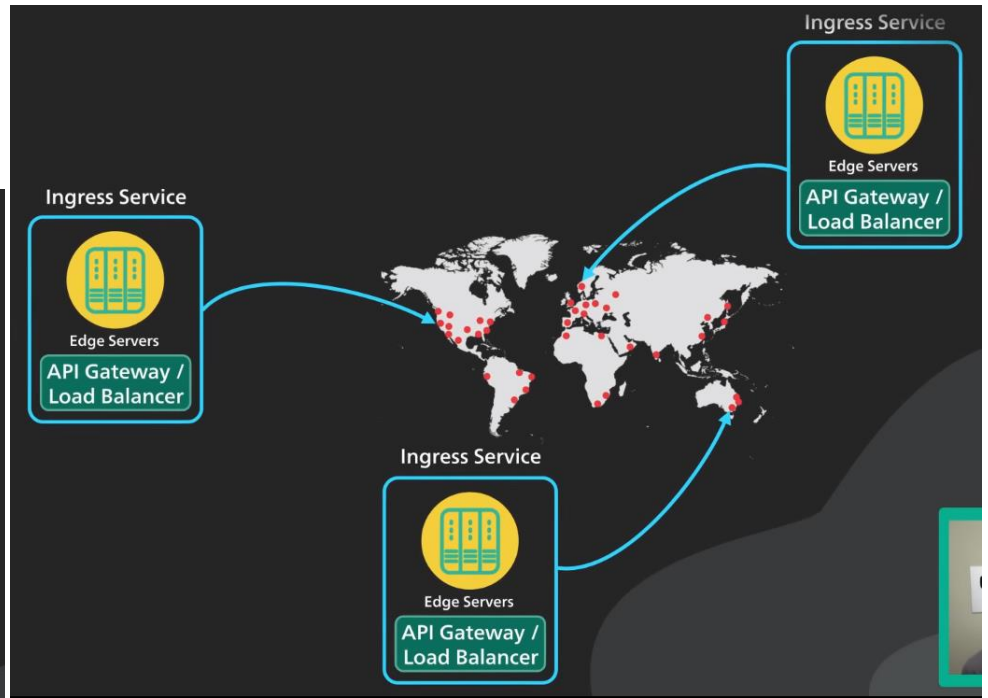 Ingress Service
Edge Servers
API Gateway /
Load Balancer
Ingress Service
Edge Servers
API Gateway /
Load Balancer
Ingress Service
Edge Servers
API Gateway /
Load Balancer